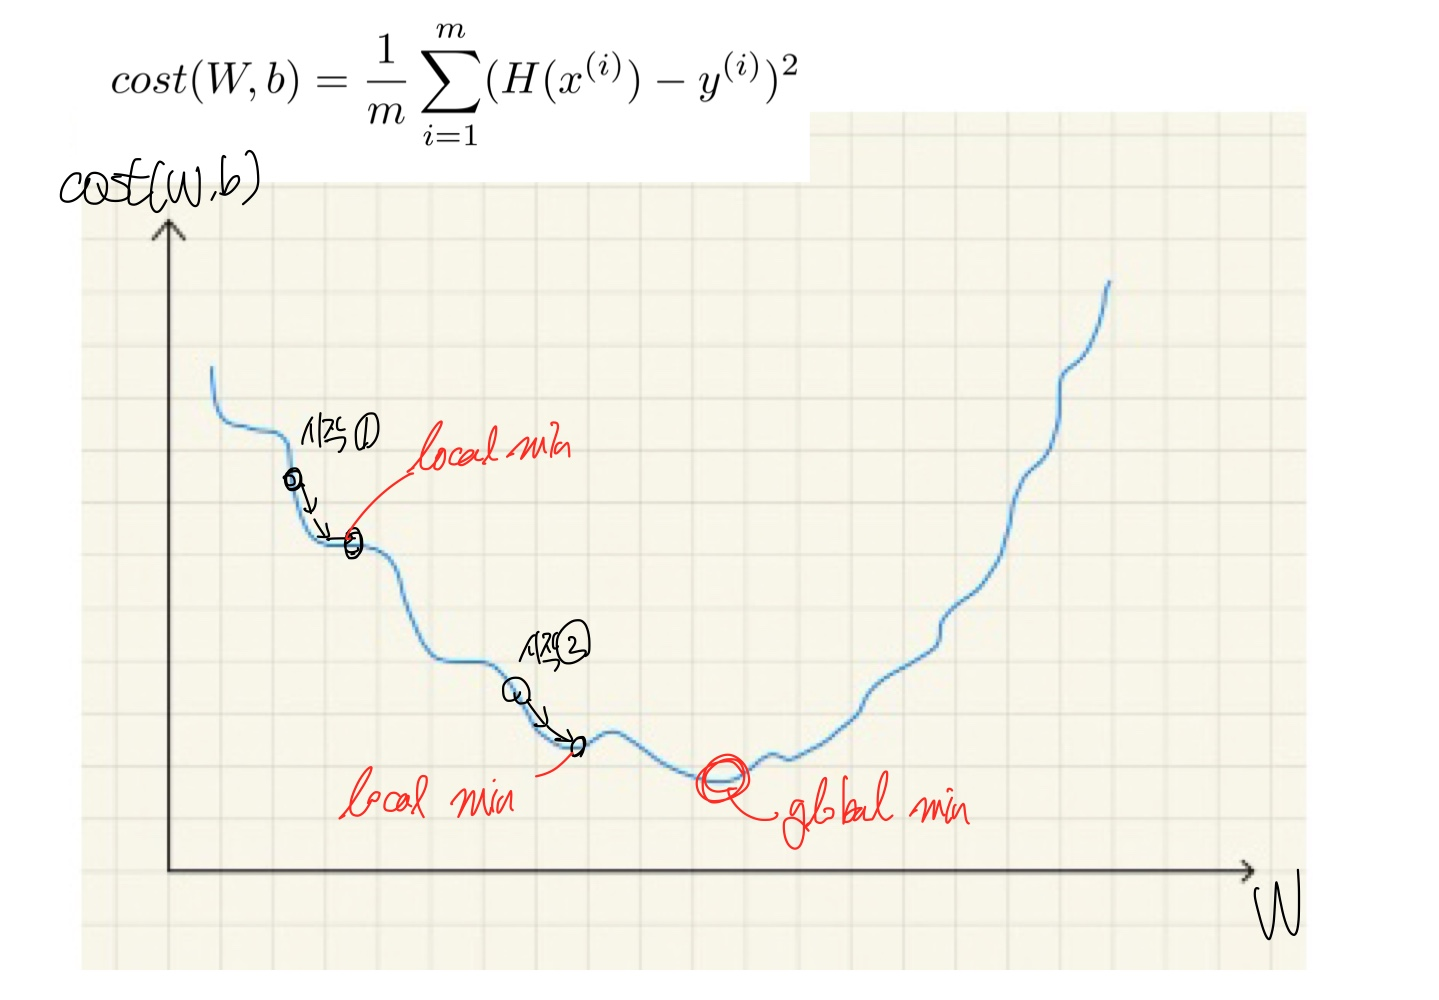 cost(W, b) = \frac{1}{m} \sum_{i=1}^{m} (H(x^{(i)}) - y^{(i)})^2
cost(W,b)
시작①
local min
시작②
local min
global min
W